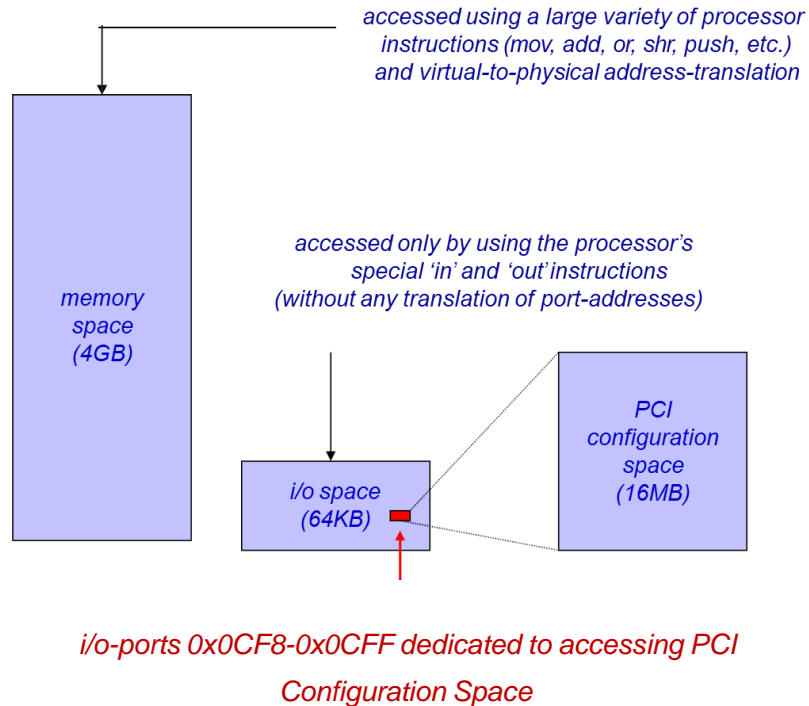 accessed using a large variety of processor
instructions (mov, add, or, shr, push, etc.)
and virtual-to-physical address-translation
accessed only by using the processor’s
special ‘in’ and ‘out’ instructions
(without any translation of port-addresses)
memory
space
(4GB)
PCI
configuration
space
(16MB)
i/o space
(64KB)
i/o-ports 0x0CF8-0x0CFF dedicated to accessing PCI
Configuration Space